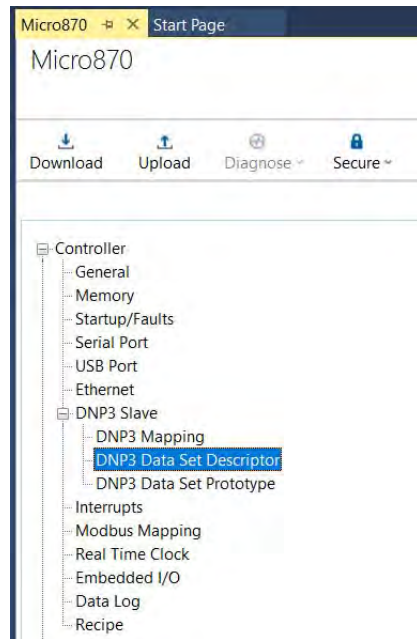 Micro870 Start Page
Micro870
Download Upload Diagnose Secure
Controller
General
Memory
Startup/Faults
Serial Port
USB Port
Ethernet
DNP3 Slave
DNP3 Mapping
DNP3 Data Set Descriptor
DNP3 Data Set Prototype
Interrupts
Modbus Mapping
Real Time Clock
Embedded I/O
Data Log
Recipe